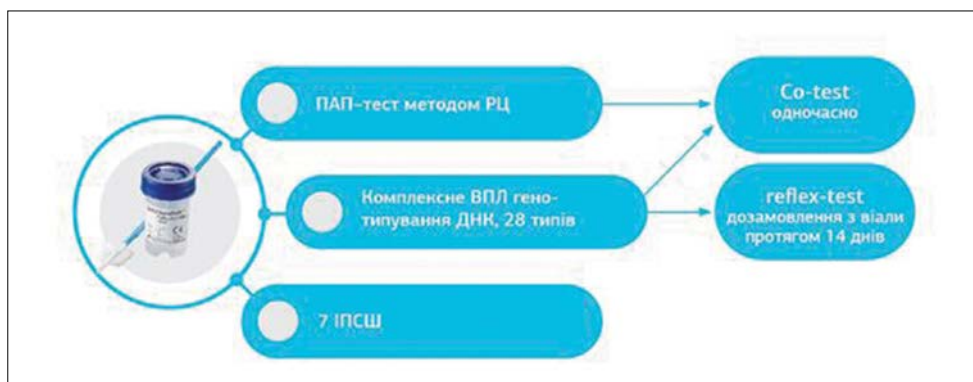 ПАП-тест методом РЦ
Co-test
одночасно
Комплексне ВПЛ гено-
типування ДНК, 28 типів
reflex-test
дозамовлення з віали
протягом 14 днів
7 ІПСШ